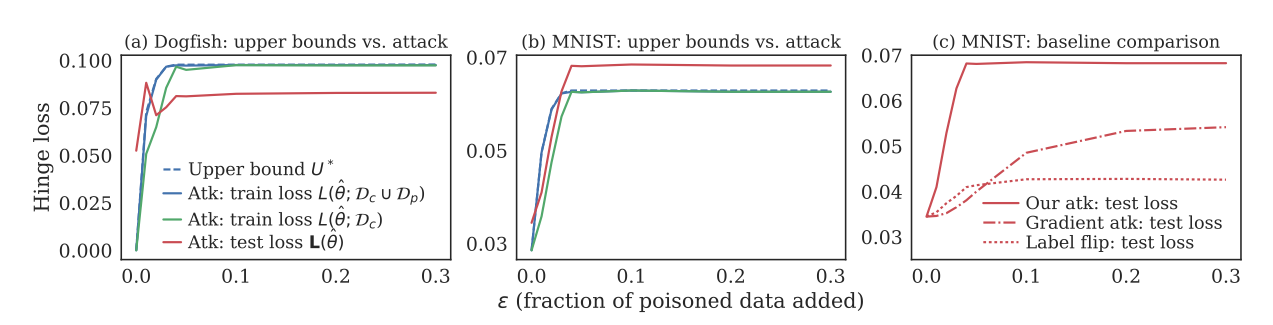 (a) Dogfish: upper bounds vs. attack
Hinge loss
0.100
0.075
0.050
0.025
0.000
Upper bound U*
Atk: train loss L(θ̂; 𝒟c ∪ 𝒟p)
Atk: train loss L(θ̂; 𝒟c)
Atk: test loss 𝐋(θ̂)
0.0 0.1 0.2 0.3
(b) MNIST: upper bounds vs. attack
0.07
0.05
0.03
0.0 0.1 0.2 0.3
ε (fraction of poisoned data added)
(c) MNIST: baseline comparison
0.07
0.06
0.05
0.04
0.03
Our atk: test loss
Gradient atk: test loss
Label flip: test loss
0.0 0.1 0.2 0.3